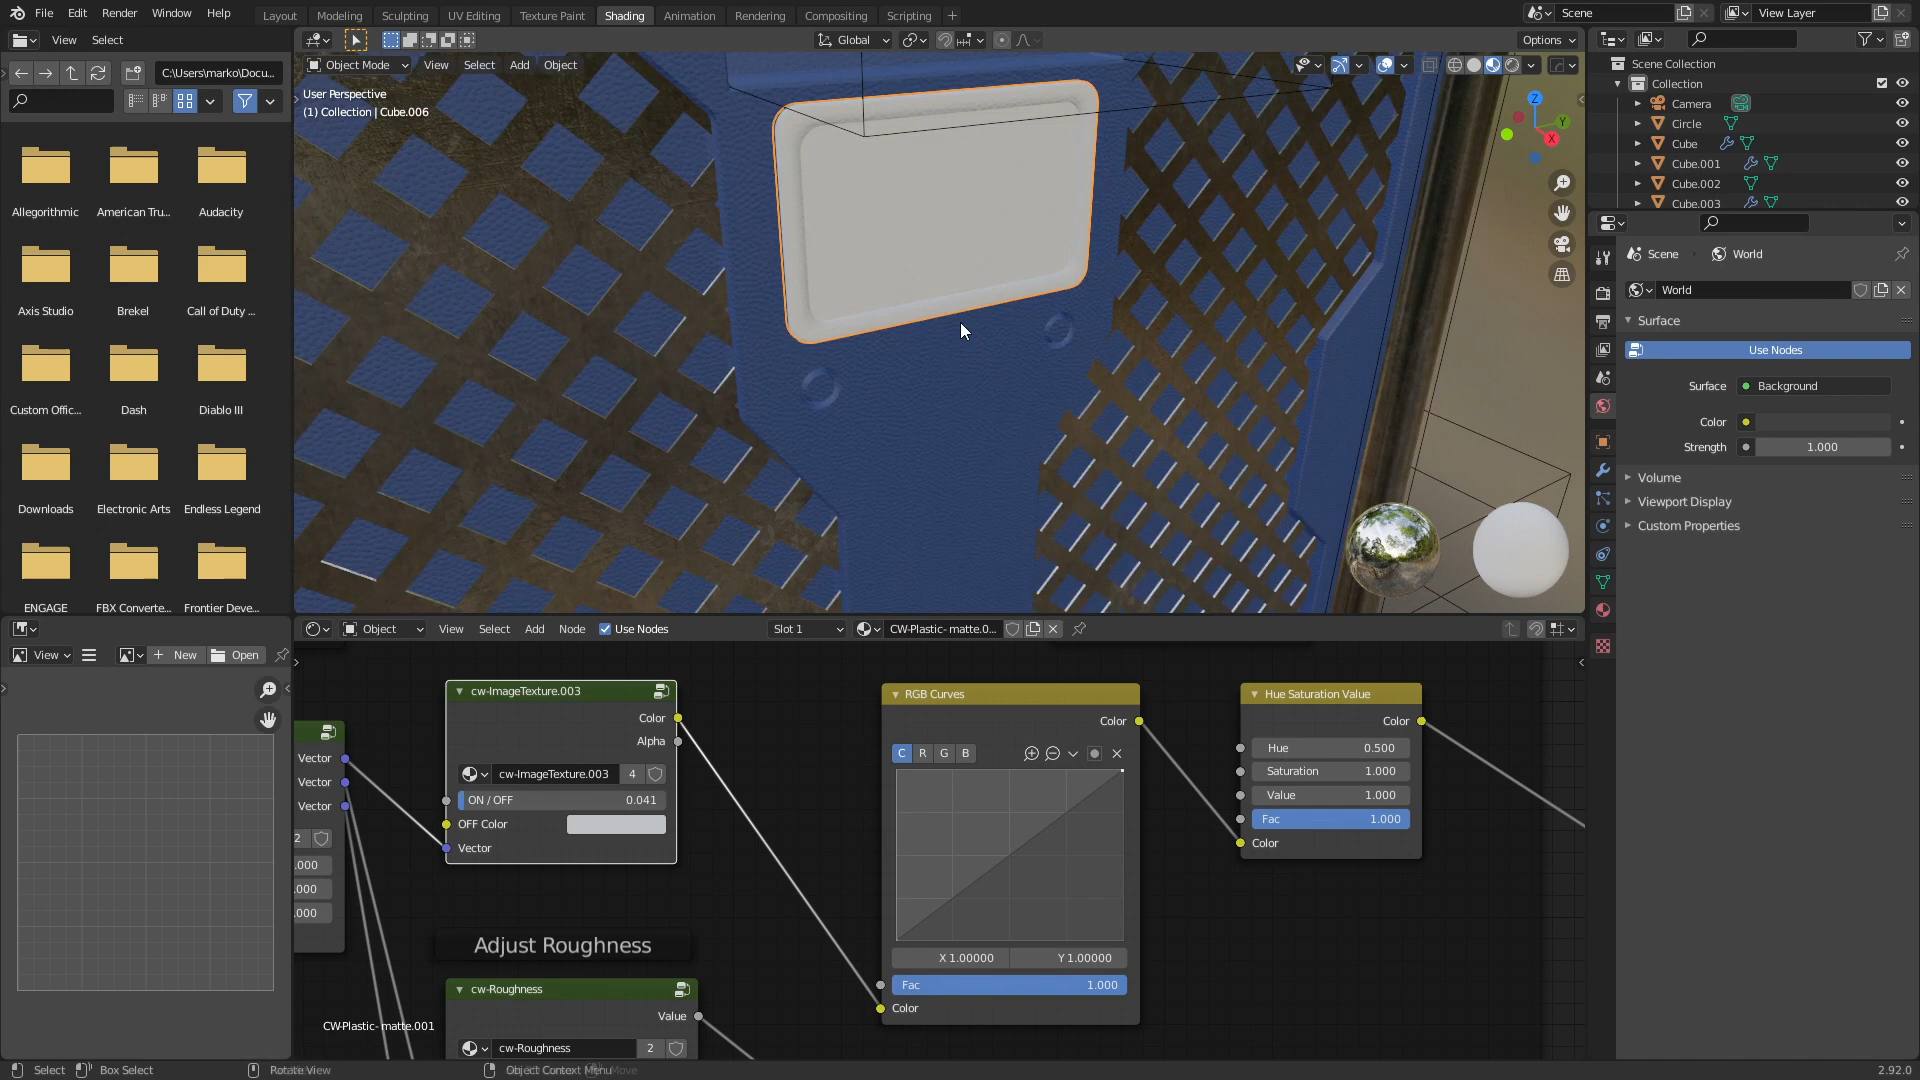 File Edit Render Window Help
Layout Modeling Sculpting UV Editing Texture Paint Shading Animation Rendering Compositing Scripting +
Scene View Layer
View Select
Global Options
C:\Users\marko\Docu...
Object Mode View Select Add Object
User Perspective
(1) Collection | Cube.006
Z
Y
X
Scene Collection
Collection
Camera
Circle
Cube
Cube.001
Cube.002
Cube.003
Allegorithmic American Tru... Audacity
Axis Studio Brekel Call of Duty ...
Custom Offic... Dash Diablo III
Downloads Electronic Arts Endless Legend
ENGAGE FBX Converte... Frontier Deve...
Scene World
World
Surface
Use Nodes
Surface Background
Color
Strength 1.000
Volume
Viewport Display
Custom Properties
View New Open
Object View Select Add Node Use Nodes Slot 1 CW-Plastic- matte.0...
Vector
Vector
Vector
2
.000
.000
.000
cw-ImageTexture.003
Color
Alpha
cw-ImageTexture.003 4
ON / OFF 0.041
OFF Color
Vector
Adjust Roughness
cw-Roughness
Value
cw-Roughness 2
RGB Curves
Color
C R G B
X 1.00000 Y 1.00000
Fac 1.000
Color
Hue Saturation Value
Color
Hue 0.500
Saturation 1.000
Value 1.000
Fac 1.000
Color
CW-Plastic- matte.001
Select Box Select Rotate View Object Context Menu 2.92.0